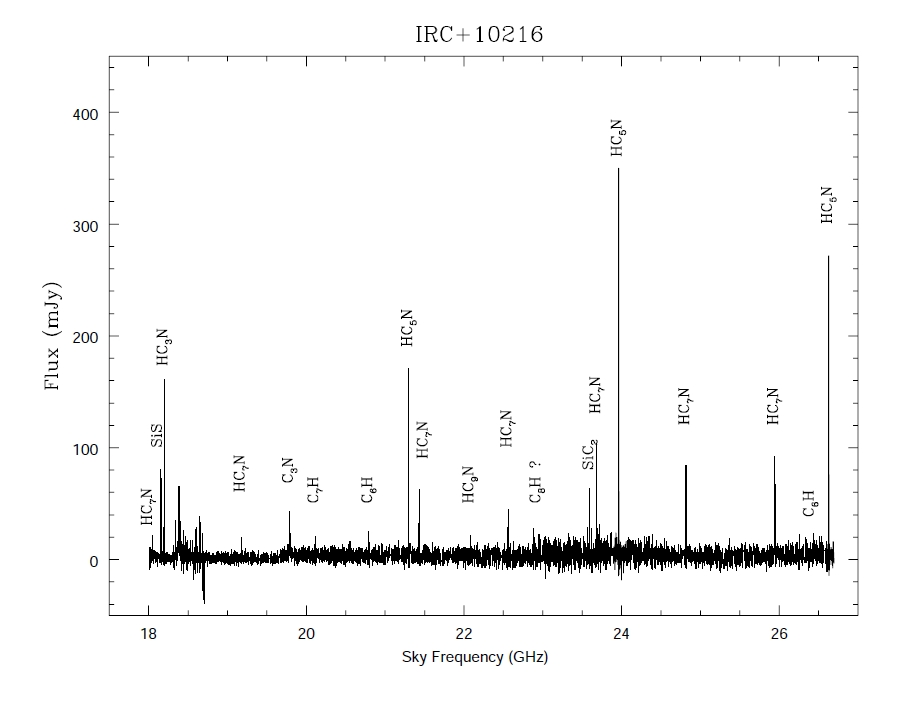 IRC+10216
400
300
200
100
0
Flux (mJy)
HC₇N
SiS
HC₃N
HC₇N
C₃N
C₇H
C₆H
HC₅N
HC₇N
HC₉N
HC₇N
C₈H ?
SiC₂
HC₇N
HC₅N
HC₇N
HC₇N
C₆H
HC₅N
18
20
22
24
26
Sky Frequency (GHz)